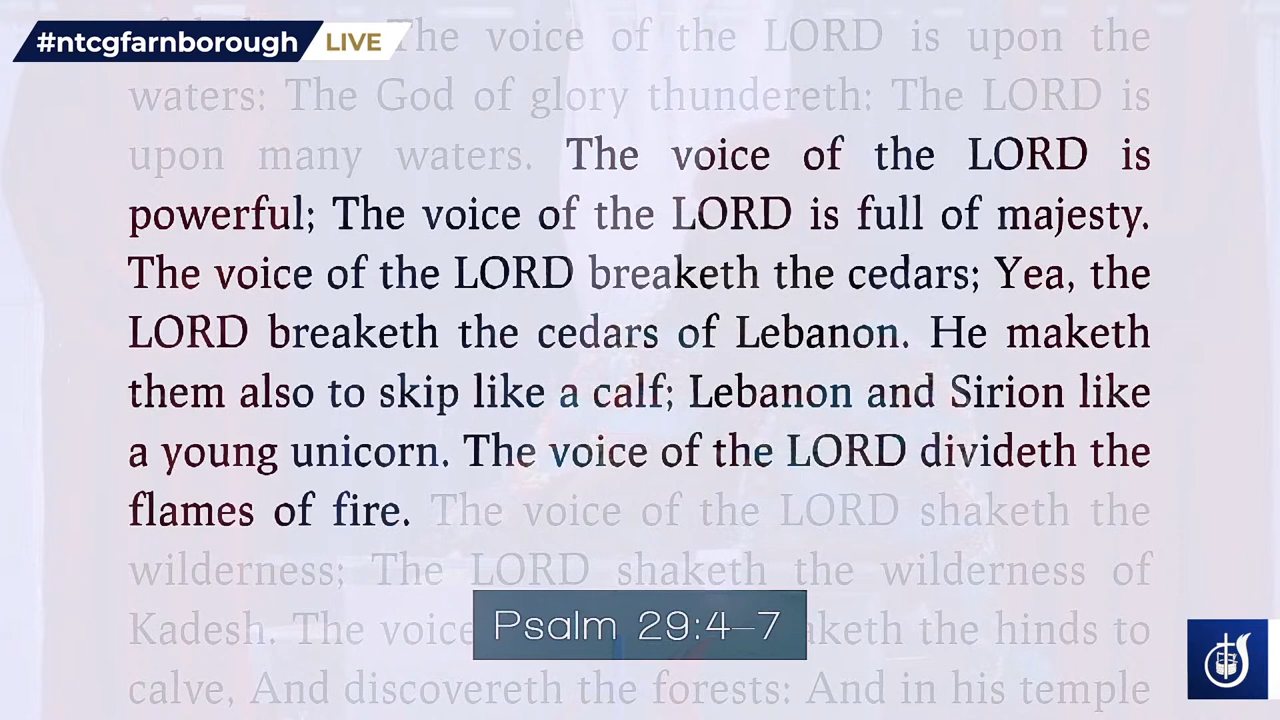 #ntcgfarnborough LIVE
The voice of the LORD is upon the
waters: The God of glory thundereth: The LORD is
upon many waters. The voice of the LORD is
powerful; The voice of the LORD is full of majesty.
The voice of the LORD breaketh the cedars; Yea, the
LORD breaketh the cedars of Lebanon. He maketh
them also to skip like a calf; Lebanon and Sirion like
a young unicorn. The voice of the LORD divideth the
flames of fire. The voice of the LORD shaketh the
wilderness; The LORD shaketh the wilderness of
Kadesh. The voice aketh the hinds to
Psalm 29:4–7
calve, And discovereth the forests: And in his temple